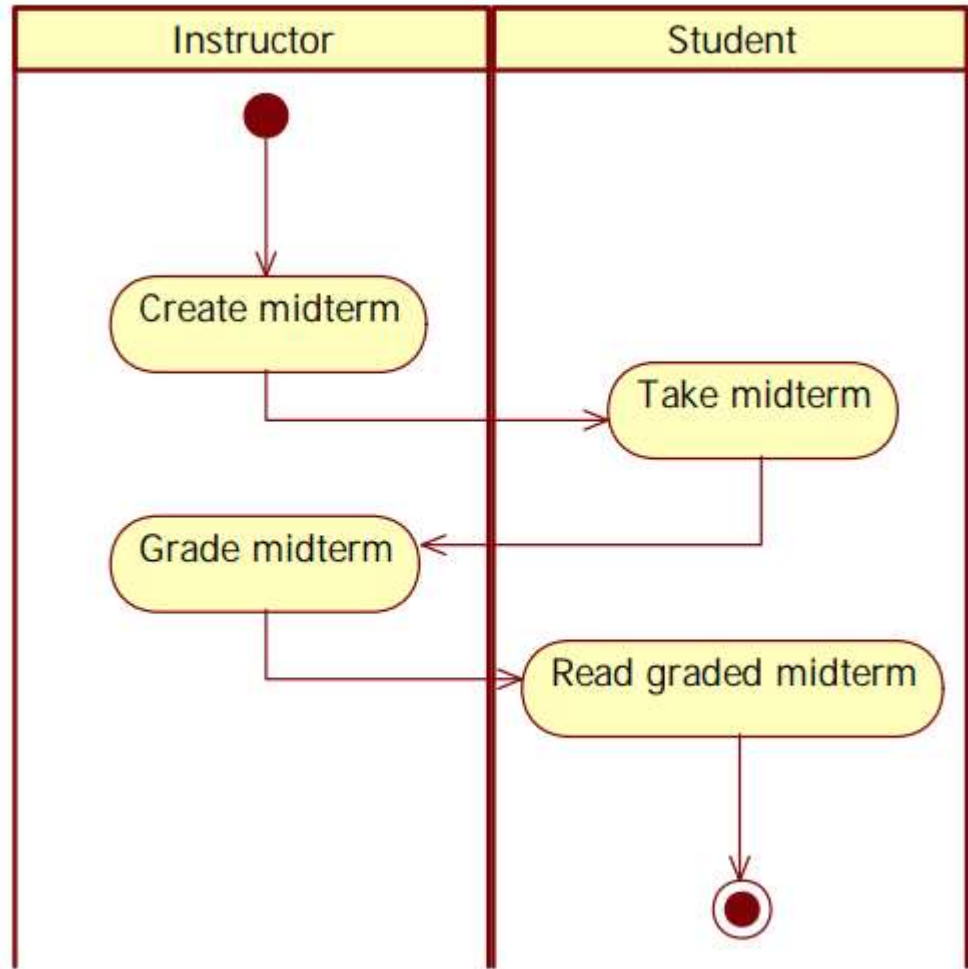 Instructor
Student
Create midterm
Take midterm
Grade midterm
Read graded midterm